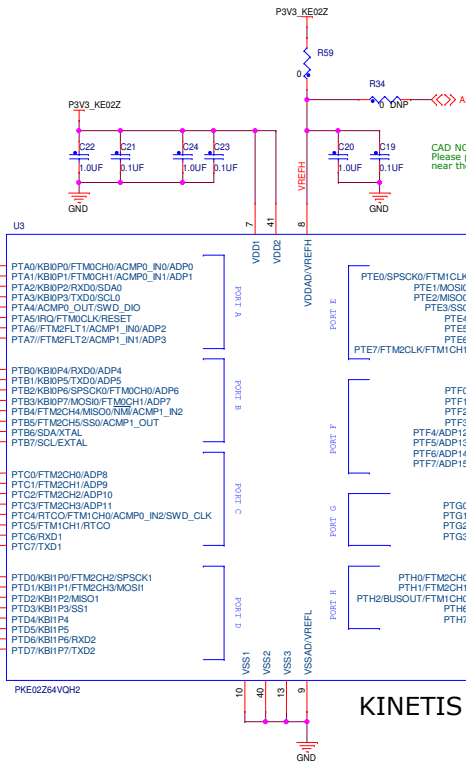 P3V3_KE02Z
R59
0
R34
0 DNP
A
P3V3_KE02Z
C22
C21
C24
C23
C20
C19
1.0UF
0.1UF
1.0UF
0.1UF
1.0UF
0.1UF
CAD NO
Please p
near the
VREFH
GND
GND
U3
7
41
8
VDD1
VDD2
VDDAD/VREFH
PTA0/KBI0P0/FTM0CH0/ACMP0_IN0/ADP0
PTA1/KBI0P1/FTM0CH1/ACMP0_IN1/ADP1
PTA2/KBI0P2/RXD0/SDA0
PTA3/KBI0P3/TXD0/SCL0
PTA4/ACMP0_OUT/SWD_DIO
PTA5/IRQ/FTM0CLK/RESET
PTA6//FTM2FLT1/ACMP1_IN0/ADP2
PTA7//FTM2FLT2/ACMP1_IN1/ADP3
PORT A
PTB0/KBI0P4/RXD0/ADP4
PTB1/KBI0P5/TXD0/ADP5
PTB2/KBI0P6/SPSCK0/FTM0CH0/ADP6
PTB3/KBI0P7/MOSI0/FTM0CH1/ADP7
PTB4/FTM2CH4/MISO0/NMI/ACMP1_IN2
PTB5/FTM2CH5/SS0/ACMP1_OUT
PTB6/SDA/XTAL
PTB7/SCL/EXTAL
PORT B
PTC0/FTM2CH0/ADP8
PTC1/FTM2CH1/ADP9
PTC2/FTM2CH2/ADP10
PTC3/FTM2CH3/ADP11
PTC4/RTCO/FTM1CH0/ACMP0_IN2/SWD_CLK
PTC5/FTM1CH1/RTCO
PTC6/RXD1
PTC7/TXD1
PORT C
PTD0/KBI1P0/FTM2CH2/SPSCK1
PTD1/KBI1P1/FTM2CH3/MOSI1
PTD2/KBI1P2/MISO1
PTD3/KBI1P3/SS1
PTD4/KBI1P4
PTD5/KBI1P5
PTD6/KBI1P6/RXD2
PTD7/KBI1P7/TXD2
PORT D
PTE0/SPSCK0/FTM1CLK
PTE1/MOSI0
PTE2/MISO0
PTE3/SS0
PTE4
PTE5
PTE6
PTE7/FTM2CLK/FTM1CH1
PORT E
PTF0
PTF1
PTF2
PTF3
PTF4/ADP12
PTF5/ADP13
PTF6/ADP14
PTF7/ADP15
PORT F
PTG0
PTG1
PTG2
PTG3
PORT G
PTH0/FTM2CH0
PTH1/FTM2CH1
PTH2/BUSOUT/FTM1CH0
PTH6
PTH7
PORT H
VSS1
VSS2
VSS3
VSSAD/VREFL
10
40
13
9
PKE02Z64VQH2
KINETIS
GND